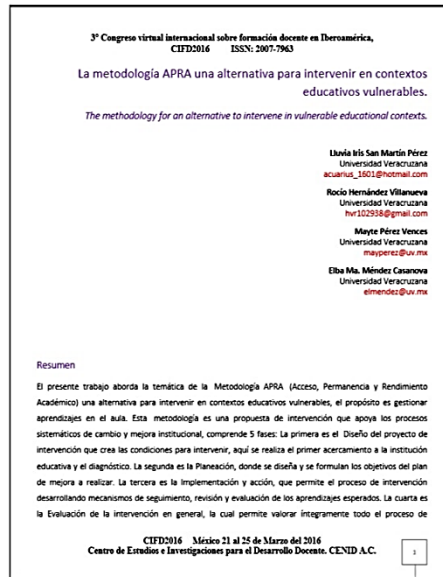 3° Congreso virtual internacional sobre formación docente en Iberoamérica,
CIFD2016 ISSN: 2007-7963
La metodología APRA una alternativa para intervenir en contextos
educativos vulnerables.
The methodology for an alternative to intervene in vulnerable educational contexts.
Lluvia Iris San Martín Pérez
Universidad Veracruzana
acuarius_1601@hotmail.com
Rocío Hernández Villanueva
Universidad Veracruzana
hvr102938@gmail.com
Mayte Pérez Vences
Universidad Veracruzana
mayperez@uv.mx
Elba Ma. Méndez Casanova
Universidad Veracruzana
elmendez@uv.mx
Resumen
El presente trabajo aborda la temática de la Metodología APRA (Acceso, Permanencia y Rendimiento
Académico) una alternativa para intervenir en contextos educativos vulnerables, el propósito es gestionar
aprendizajes en el aula. Esta metodología es una propuesta de intervención que apoya los procesos
sistemáticos de cambio y mejora institucional, comprende 5 fases: La primera es el Diseño del proyecto de
intervención que crea las condiciones para intervenir, aquí se realiza el primer acercamiento a la institución
educativa y el diagnóstico. La segunda es la Planeación, donde se diseña y se formulan los objetivos del plan
de mejora a realizar. La tercera es la Implementación y acción, que permite el proceso de intervención
desarrollando mecanismos de seguimiento, revisión y evaluación de los aprendizajes esperados. La cuarta es
la Evaluación de la intervención en general, la cual permite valorar íntegramente todo el proceso de
CIFD2016 México 21 al 25 de Marzo del 2016
Centro de Estudios e Investigaciones para el Desarrollo Docente. CENID A.C.
1